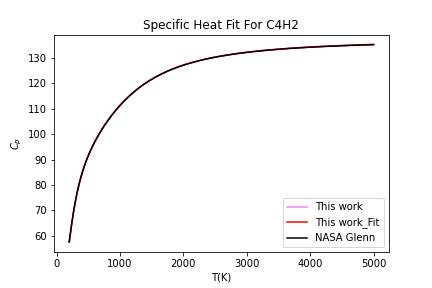 Specific Heat Fit For C4H2
130
120
110
100
90
80
70
60
Cp
0
1000
2000
3000
4000
5000
T(K)
This work
This work_Fit
NASA Glenn